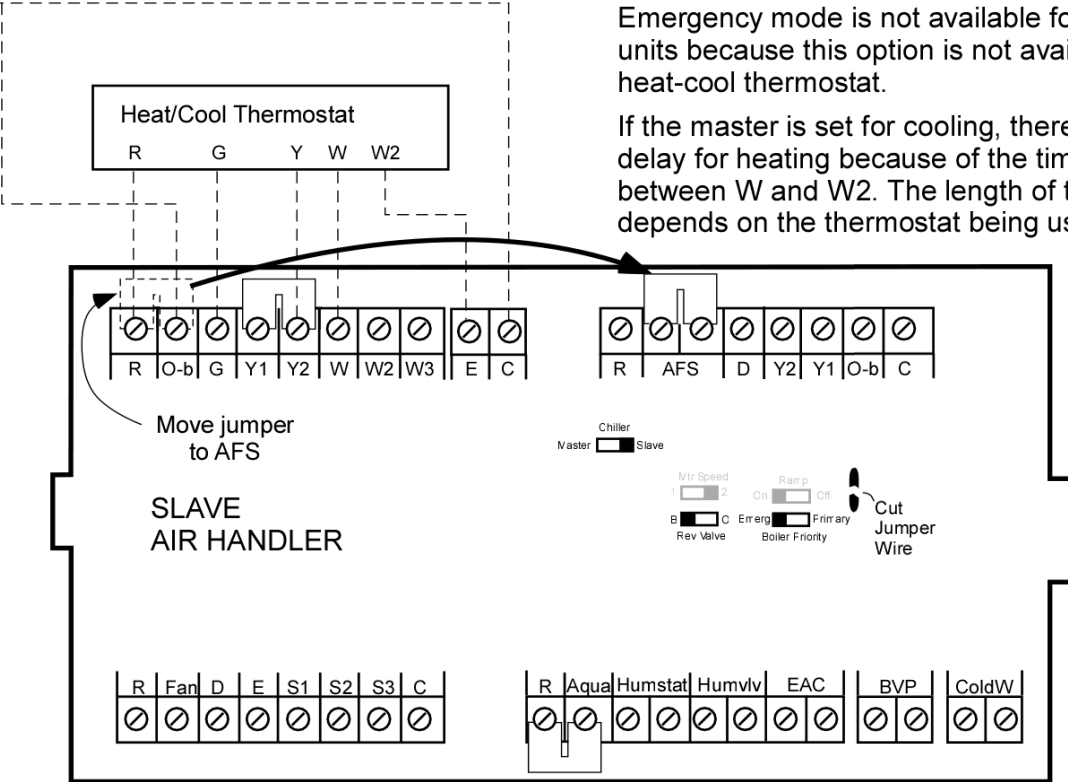 Emergency mode is not available fo
units because this option is not avai
heat-cool thermostat.
If the master is set for cooling, there
delay for heating because of the tim
between W and W2. The length of t
depends on the thermostat being us
Heat/Cool Thermostat
R G Y W W2
R O-b G Y1 Y2 W W2 W3 E C
R AFS D Y2 Y1 O-b C
Move jumper
to AFS
Chiller
Master Slave
SLAVE
AIR HANDLER
Mtr Speed
1 2
Ramp
On Off
B C
Rev Valve
Emerg Primary
Boiler Priority
Cut
Jumper
Wire
R Fan D E S1 S2 S3 C
R Aqua Humstat Humvlv EAC BVP ColdW